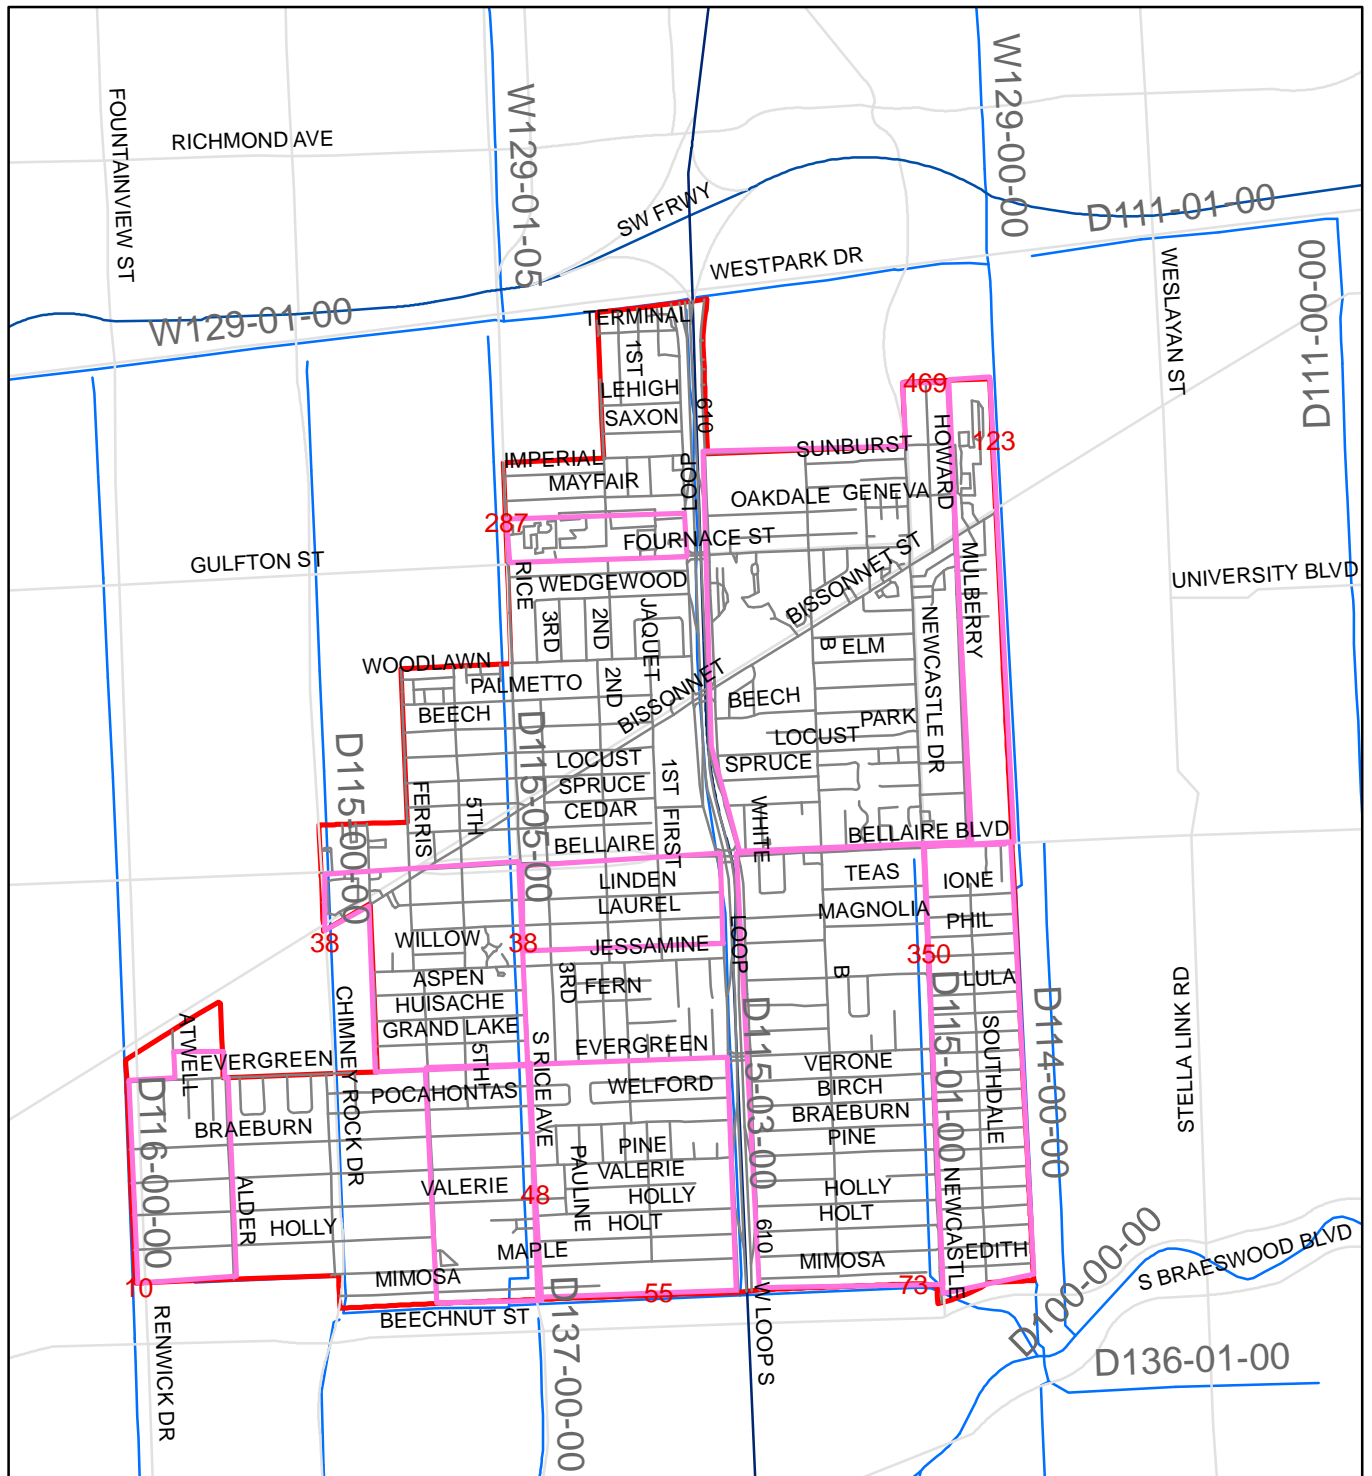 W129-00-00
FOUNTAINVIEW ST
W129-01-05
RICHMOND AVE
SW FRWY
D111-01-00
WESTPARK DR
WESLAYAN ST
D111-00-00
W129-01-00
TERMINAL
1ST
LEHIGH
SAXON
610
469
HOWARD
123
SUNBURST
IMPERIAL
MAYFAIR
LOOP
OAKDALE
GENEVA
287
FOURNACE ST
BISSONNET ST
GULFTON ST
RICE
WEDGEWOOD
MULBERRY
UNIVERSITY BLVD
3RD
2ND
JAQUET
NEWCASTLE DR
B
ELM
WOODLAWN
PALMETTO
2ND
BISSONNET
BEECH
BEECH
PARK
LOCUST
D115-00-00
D115-05-00
LOCUST
SPRUCE
SPRUCE
1ST
CEDAR
FERRIS
5TH
FIRST
WHITE
BELLAIRE BLVD
BELLAIRE
LINDEN
TEAS
IONE
LAUREL
MAGNOLIA
PHIL
38
WILLOW
38
JESSAMINE
LOOP
350
ASPEN
3RD
FERN
B
LULA
HUISACHE
CHIMNEY ROCK DR
GRAND LAKE
D115-03-00
D115-01-00
SOUTHDALE
D114-00-00
STELLA LINK RD
ATWELL
EVERGREEN
5TH
S RICE AVE
EVERGREEN
VERONE
D116-00-00
POCAHONTAS
WELFORD
BIRCH
BRAEBURN
BRAEBURN
PINE
PINE
PAULINE
VALERIE
ALDER
VALERIE
48
HOLLY
HOLLY
NEWCASTLE
HOLLY
HOLT
HOLT
610
MAPLE
MIMOSA
EDITH
D100-00-00
S BRAESWOOD BLVD
MIMOSA
10
55
73
BEECHNUT ST
RENWICK DR
D137-00-00
W LOOP S
D136-01-00